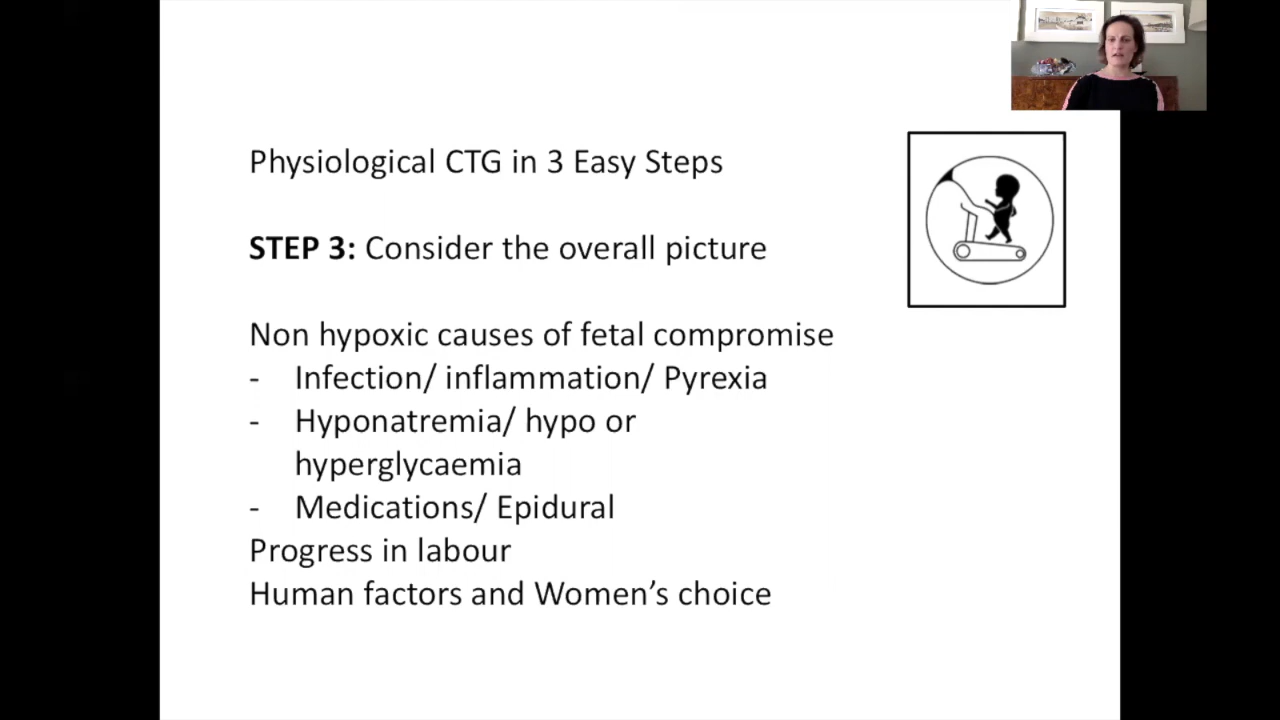 Physiological CTG in 3 Easy Steps
STEP 3: Consider the overall picture
Non hypoxic causes of fetal compromise
- Infection/ inflammation/ Pyrexia
- Hyponatremia/ hypo or
hyperglycaemia
- Medications/ Epidural
Progress in labour
Human factors and Women’s choice